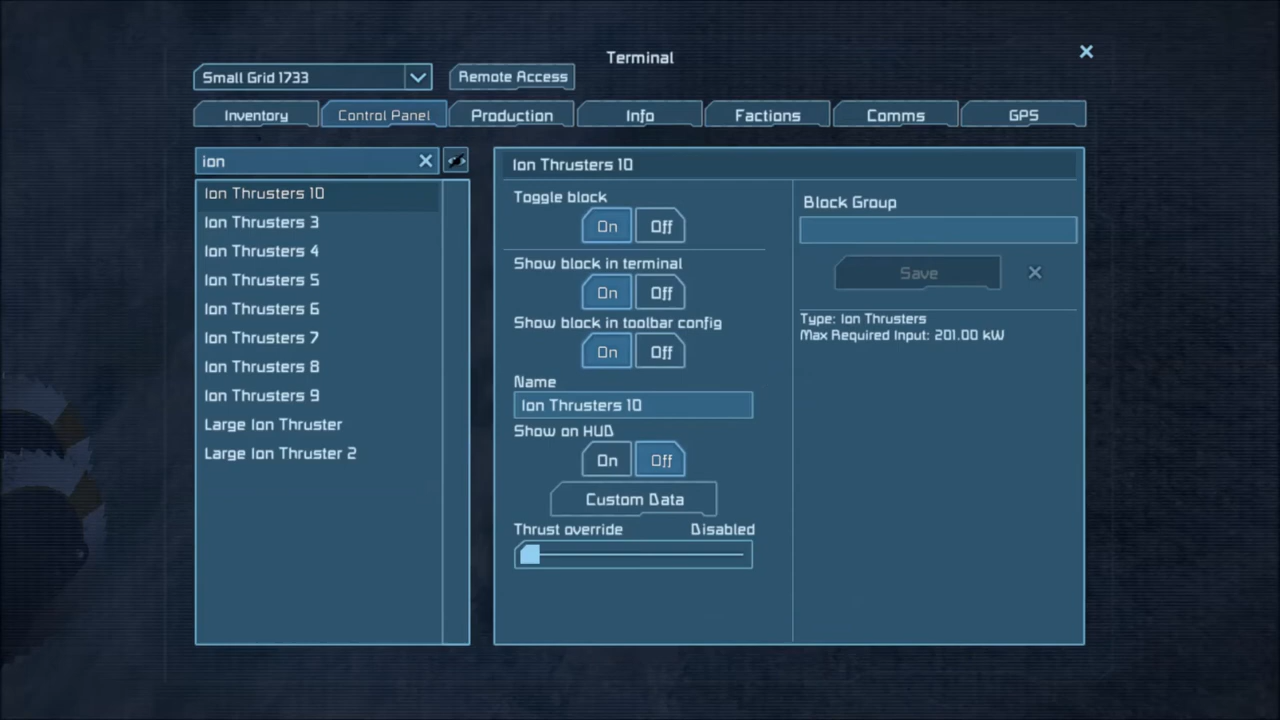 Terminal
Small Grid 1733
Remote Access
Inventory
Control Panel
Production
Info
Factions
Comms
GPS
ion
Ion Thrusters 10
Ion Thrusters 3
Ion Thrusters 4
Ion Thrusters 5
Ion Thrusters 6
Ion Thrusters 7
Ion Thrusters 8
Ion Thrusters 9
Large Ion Thruster
Large Ion Thruster 2
Ion Thrusters 10
Toggle block
On Off
Show block in terminal
On Off
Show block in toolbar config
On Off
Name
Ion Thrusters 10
Show on HUD
On Off
Custom Data
Thrust override Disabled
Block Group
Save
Type: Ion Thrusters
Max Required Input: 201.00 kW